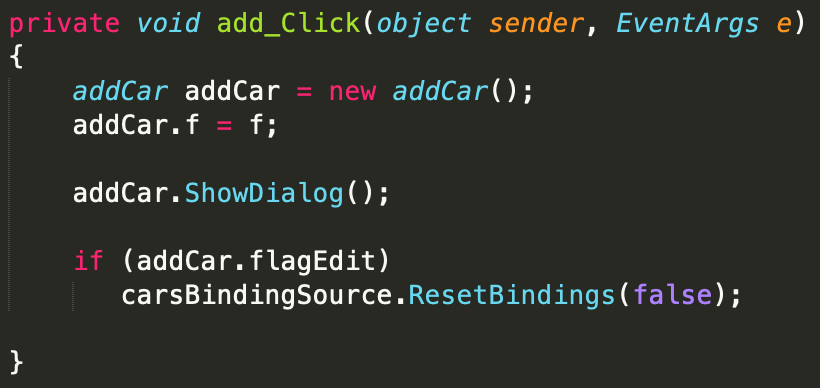 private void add_Click(object sender, EventArgs e)
{
    addCar addCar = new addCar();
    addCar.f = f;

    addCar.ShowDialog();

    if (addCar.flagEdit)
       carsBindingSource.ResetBindings(false);

}